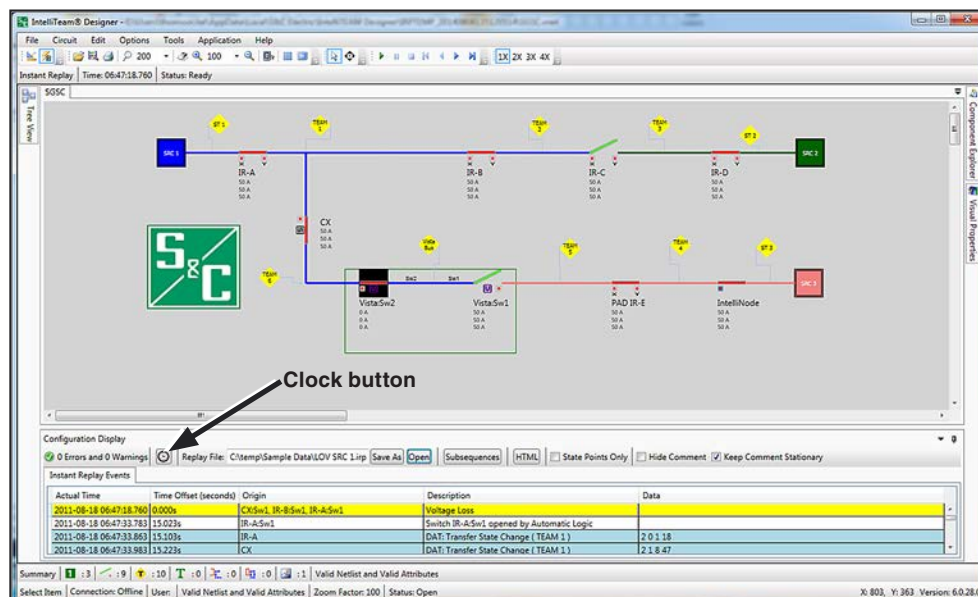 IntelliTeam® Designer -
File Circuit Edit Options Tools Application Help
200 100 1X 2X 3X 4X
Instant Replay Time: 06:47:18.760 Status: Ready
SGSC
Tree View
Component Explorer
Visual Properties
ST 1 TEAM 1 TEAM 2 TEAM 3 ST 2
SRC 1 SRC 2
IR-A IR-B IR-C IR-D
50 A 50 A 50 A 50 A
50 A 50 A 50 A 50 A
50 A 50 A 50 A 50 A
CX
50 A
50 A
50 A
S&C
Vista Bus TEAM 5 TEAM 4 ST 3
TEAM 6 Sw2 Sw1 SRC 3
Vista:Sw2 Vista:Sw1 PAD IR-E IntelliNode
0 A 50 A 50 A 50 A
0 A 50 A 50 A 50 A
0 A 50 A 50 A 50 A
Clock button
Configuration Display
0 Errors and 0 Warnings Replay File: C:\temp\Sample Data\LOV SRC 1.irp Save As Open Subsequences HTML State Points Only Hide Comment Keep Comment Stationary
Instant Replay Events
Actual Time Time Offset (seconds) Origin Description Data
2011-08-18 06:47:18.760 0.000s CX:Sw1, IR-B:Sw1, IR-A:Sw1 Voltage Loss
2011-08-18 06:47:33.783 15.023s IR-A:Sw1 Switch IR-A:Sw1 opened by Automatic Logic
2011-08-18 06:47:33.863 15.103s IR-A DAT: Transfer State Change ( TEAM 1 ) 2 0 1 18
2011-08-18 06:47:33.983 15.223s CX DAT: Transfer State Change ( TEAM 1 ) 2 1 8 47
Summary :3 :9 :10 T :0 :0 :0 :1 Valid Netlist and Valid Attributes
Select Item Connection: Offline User: Valid Netlist and Valid Attributes Zoom Factor: 100 Status: Open X: 803, Y: 363 Version: 6.0.28.